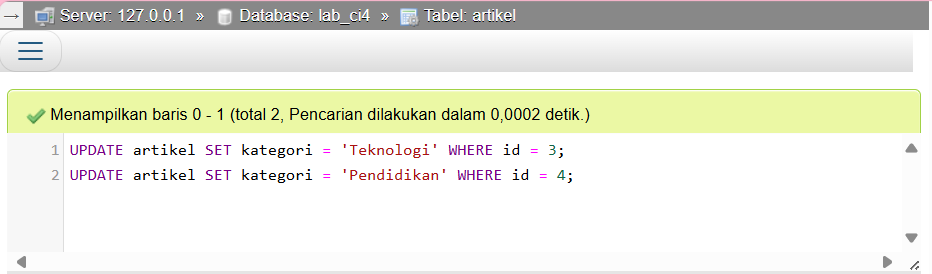 Server: 127.0.0.1 » Database: lab_ci4 » Tabel: artikel
Menampilkan baris 0 - 1 (total 2, Pencarian dilakukan dalam 0,0002 detik.)
1 UPDATE artikel SET kategori = 'Teknologi' WHERE id = 3;
2 UPDATE artikel SET kategori = 'Pendidikan' WHERE id = 4;